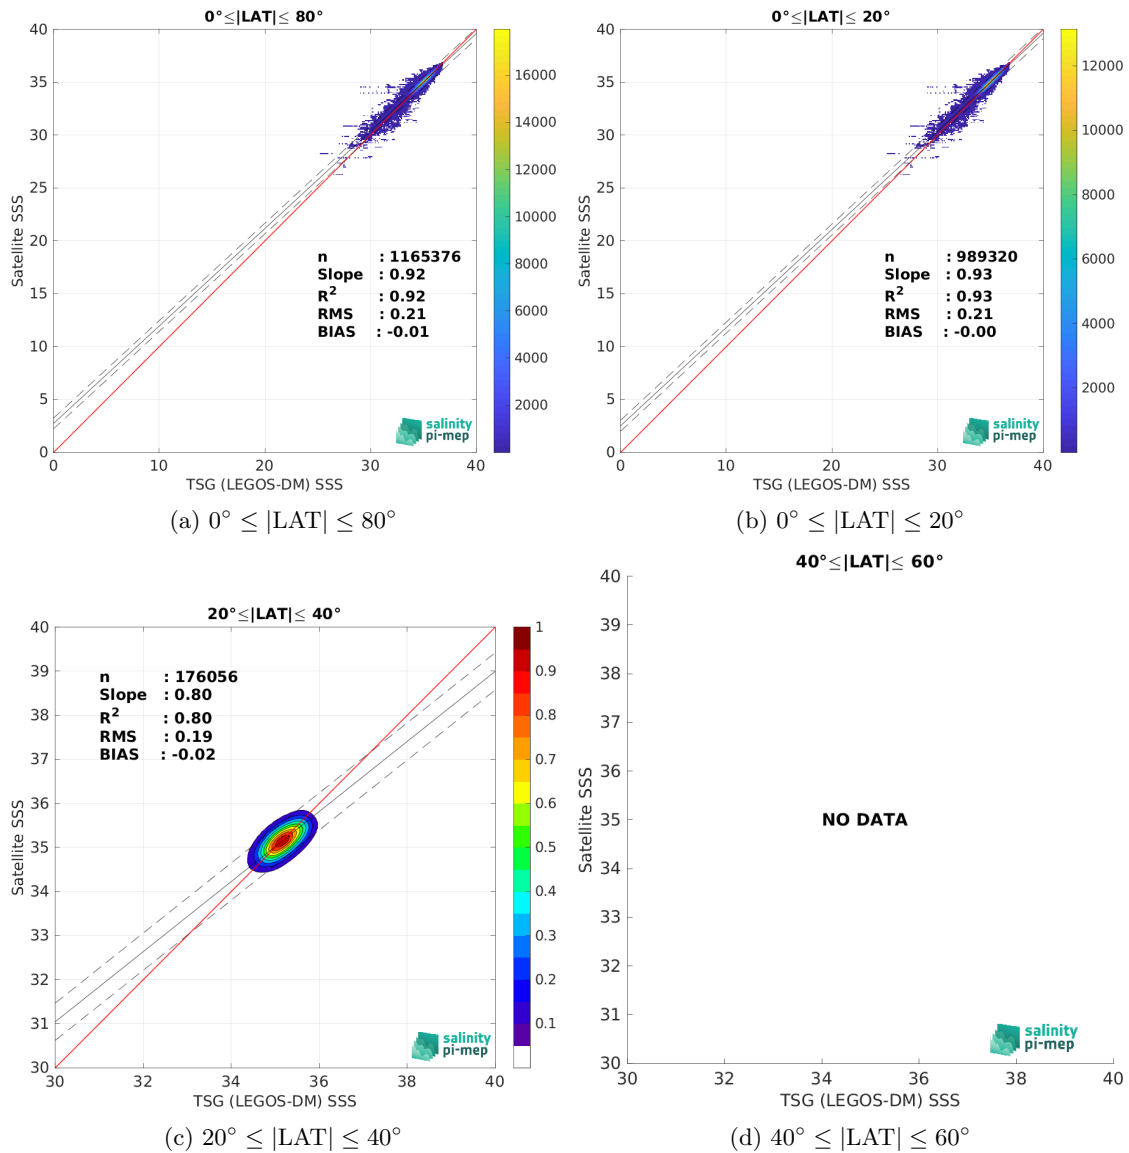 0°≤|LAT|≤ 80°
40
35
30
25
20
15
10
5
0
0
10
20
30
40
Satellite SSS
TSG (LEGOS-DM) SSS
n : 1165376
Slope : 0.92
R2 : 0.92
RMS : 0.21
BIAS : -0.01
salinity
pi-mep
16000
14000
12000
10000
8000
6000
4000
2000
(a) 0° ≤ |LAT| ≤ 80°
0°≤|LAT|≤ 20°
40
35
30
25
20
15
10
5
0
0
10
20
30
40
Satellite SSS
TSG (LEGOS-DM) SSS
n : 989320
Slope : 0.93
R2 : 0.93
RMS : 0.21
BIAS : -0.00
salinity
pi-mep
12000
10000
8000
6000
4000
2000
(b) 0° ≤ |LAT| ≤ 20°
20°≤|LAT|≤ 40°
40
39
38
37
36
35
34
33
32
31
30
30
32
34
36
38
40
Satellite SSS
TSG (LEGOS-DM) SSS
n : 176056
Slope : 0.80
R2 : 0.80
RMS : 0.19
BIAS : -0.02
salinity
pi-mep
1
0.9
0.8
0.7
0.6
0.5
0.4
0.3
0.2
0.1
(c) 20° ≤ |LAT| ≤ 40°
40°≤|LAT|≤ 60°
40
39
38
37
36
35
34
33
32
31
30
30
32
34
36
38
40
Satellite SSS
TSG (LEGOS-DM) SSS
NO DATA
salinity
pi-mep
(d) 40° ≤ |LAT| ≤ 60°